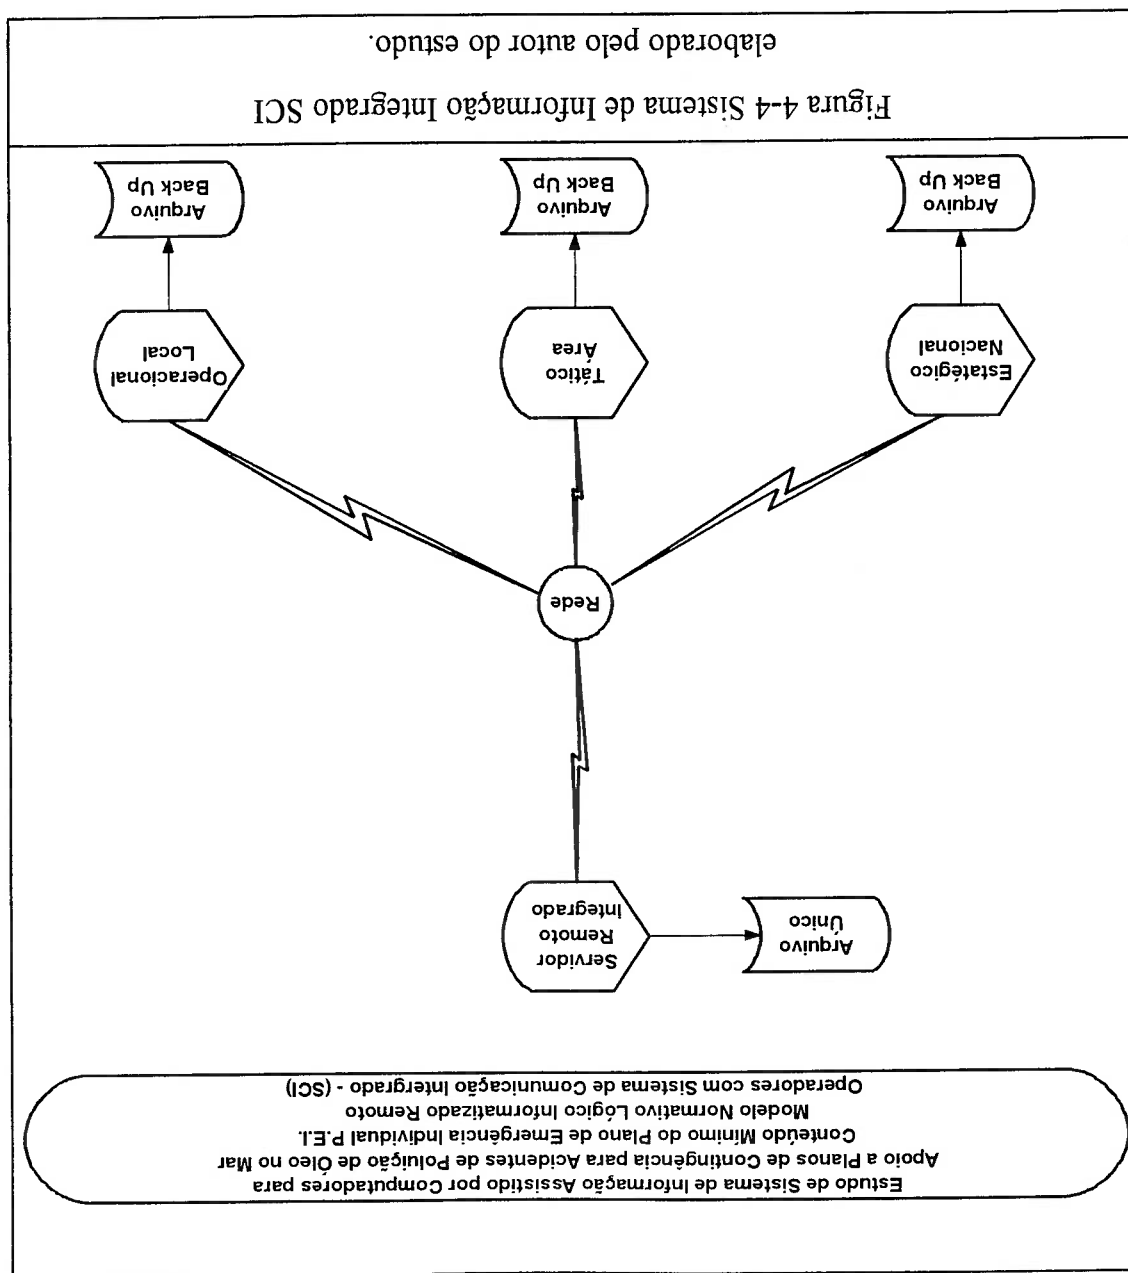 Estudo de Sistema de Informação Assistido por Computadores para
Apoio a Planos de Contingência para Acidentes de Poluição de Óleo no Mar
Conteúdo Mínimo do Plano de Emergência Individual P.E.I.
Modelo Normativo Lógico Informatizado Remoto
Operadores com Sistema de Comunicação Intergrado - (SCI)
Arquivo
Único
Servidor
Remoto
Integrado
Rede
Estatégico
Nacional
Tático
Área
Operacional
Local
Arquivo
Back Up
Arquivo
Back Up
Arquivo
Back Up
Figura 4-4 Sistema de Informação Integrado SCI
elaborado pelo autor do estudo.